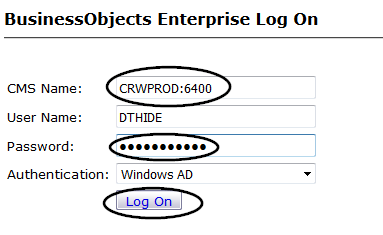 BusinessObjects Enterprise Log On
CMS Name: CRWPROD:6400
User Name: DTHIDE
Password: ●●●●●●●●●●●
Authentication: Windows AD
Log On